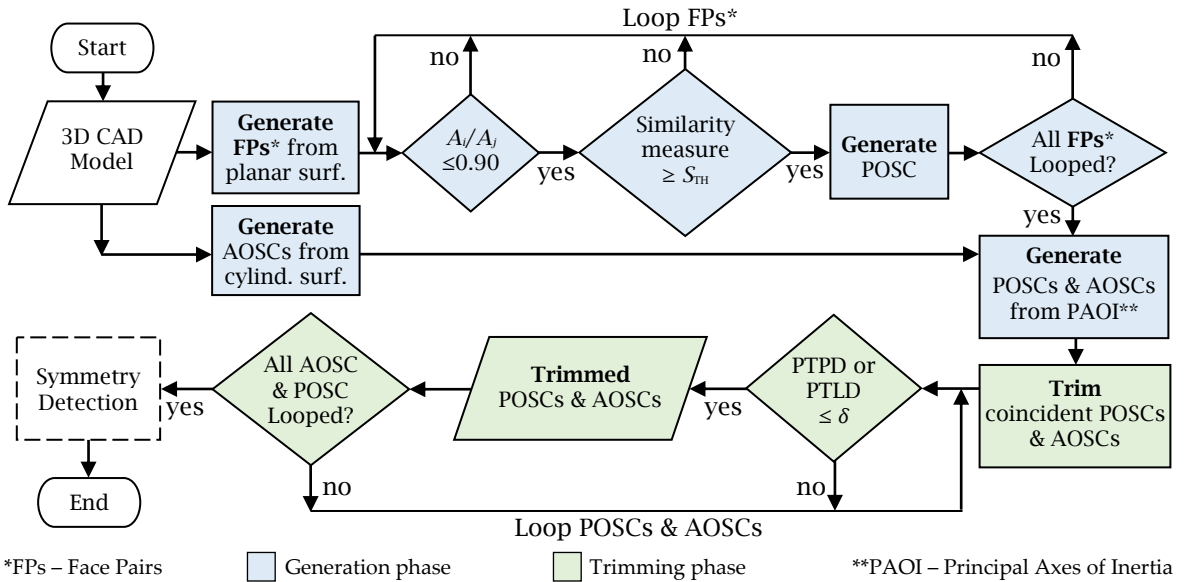 Loop FPs*
Start
no
no
no
3D CAD
Model
Generate
FPs* from
planar surf.
Ai/Aj
≤0.90
yes
Similarity
measure
≥ STH
yes
Generate
POSC
All FPs*
Looped?
yes
Generate
AOSCs from
cylind. surf.
Generate
POSCs & AOSCs
from PAOI**
Symmetry
Detection
yes
All AOSC
& POSC
Looped?
Trimmed
POSCs & AOSCs
yes
PTPD or
PTLD
≤ δ
Trim
coincident POSCs
& AOSCs
no
no
End
Loop POSCs & AOSCs
*FPs – Face Pairs
Generation phase
Trimming phase
**PAOI – Principal Axes of Inertia